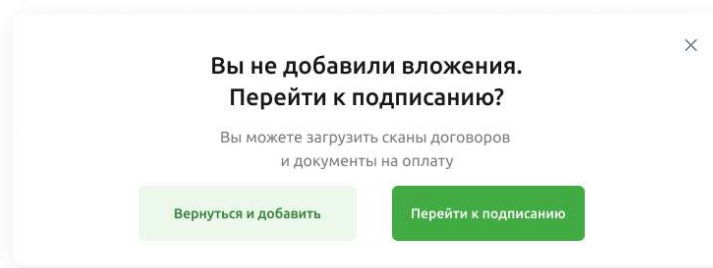 Вы не добавили вложения.
Перейти к подписанию?
Вы можете загрузить сканы договоров
и документы на оплату
Вернуться и добавить
Перейти к подписанию